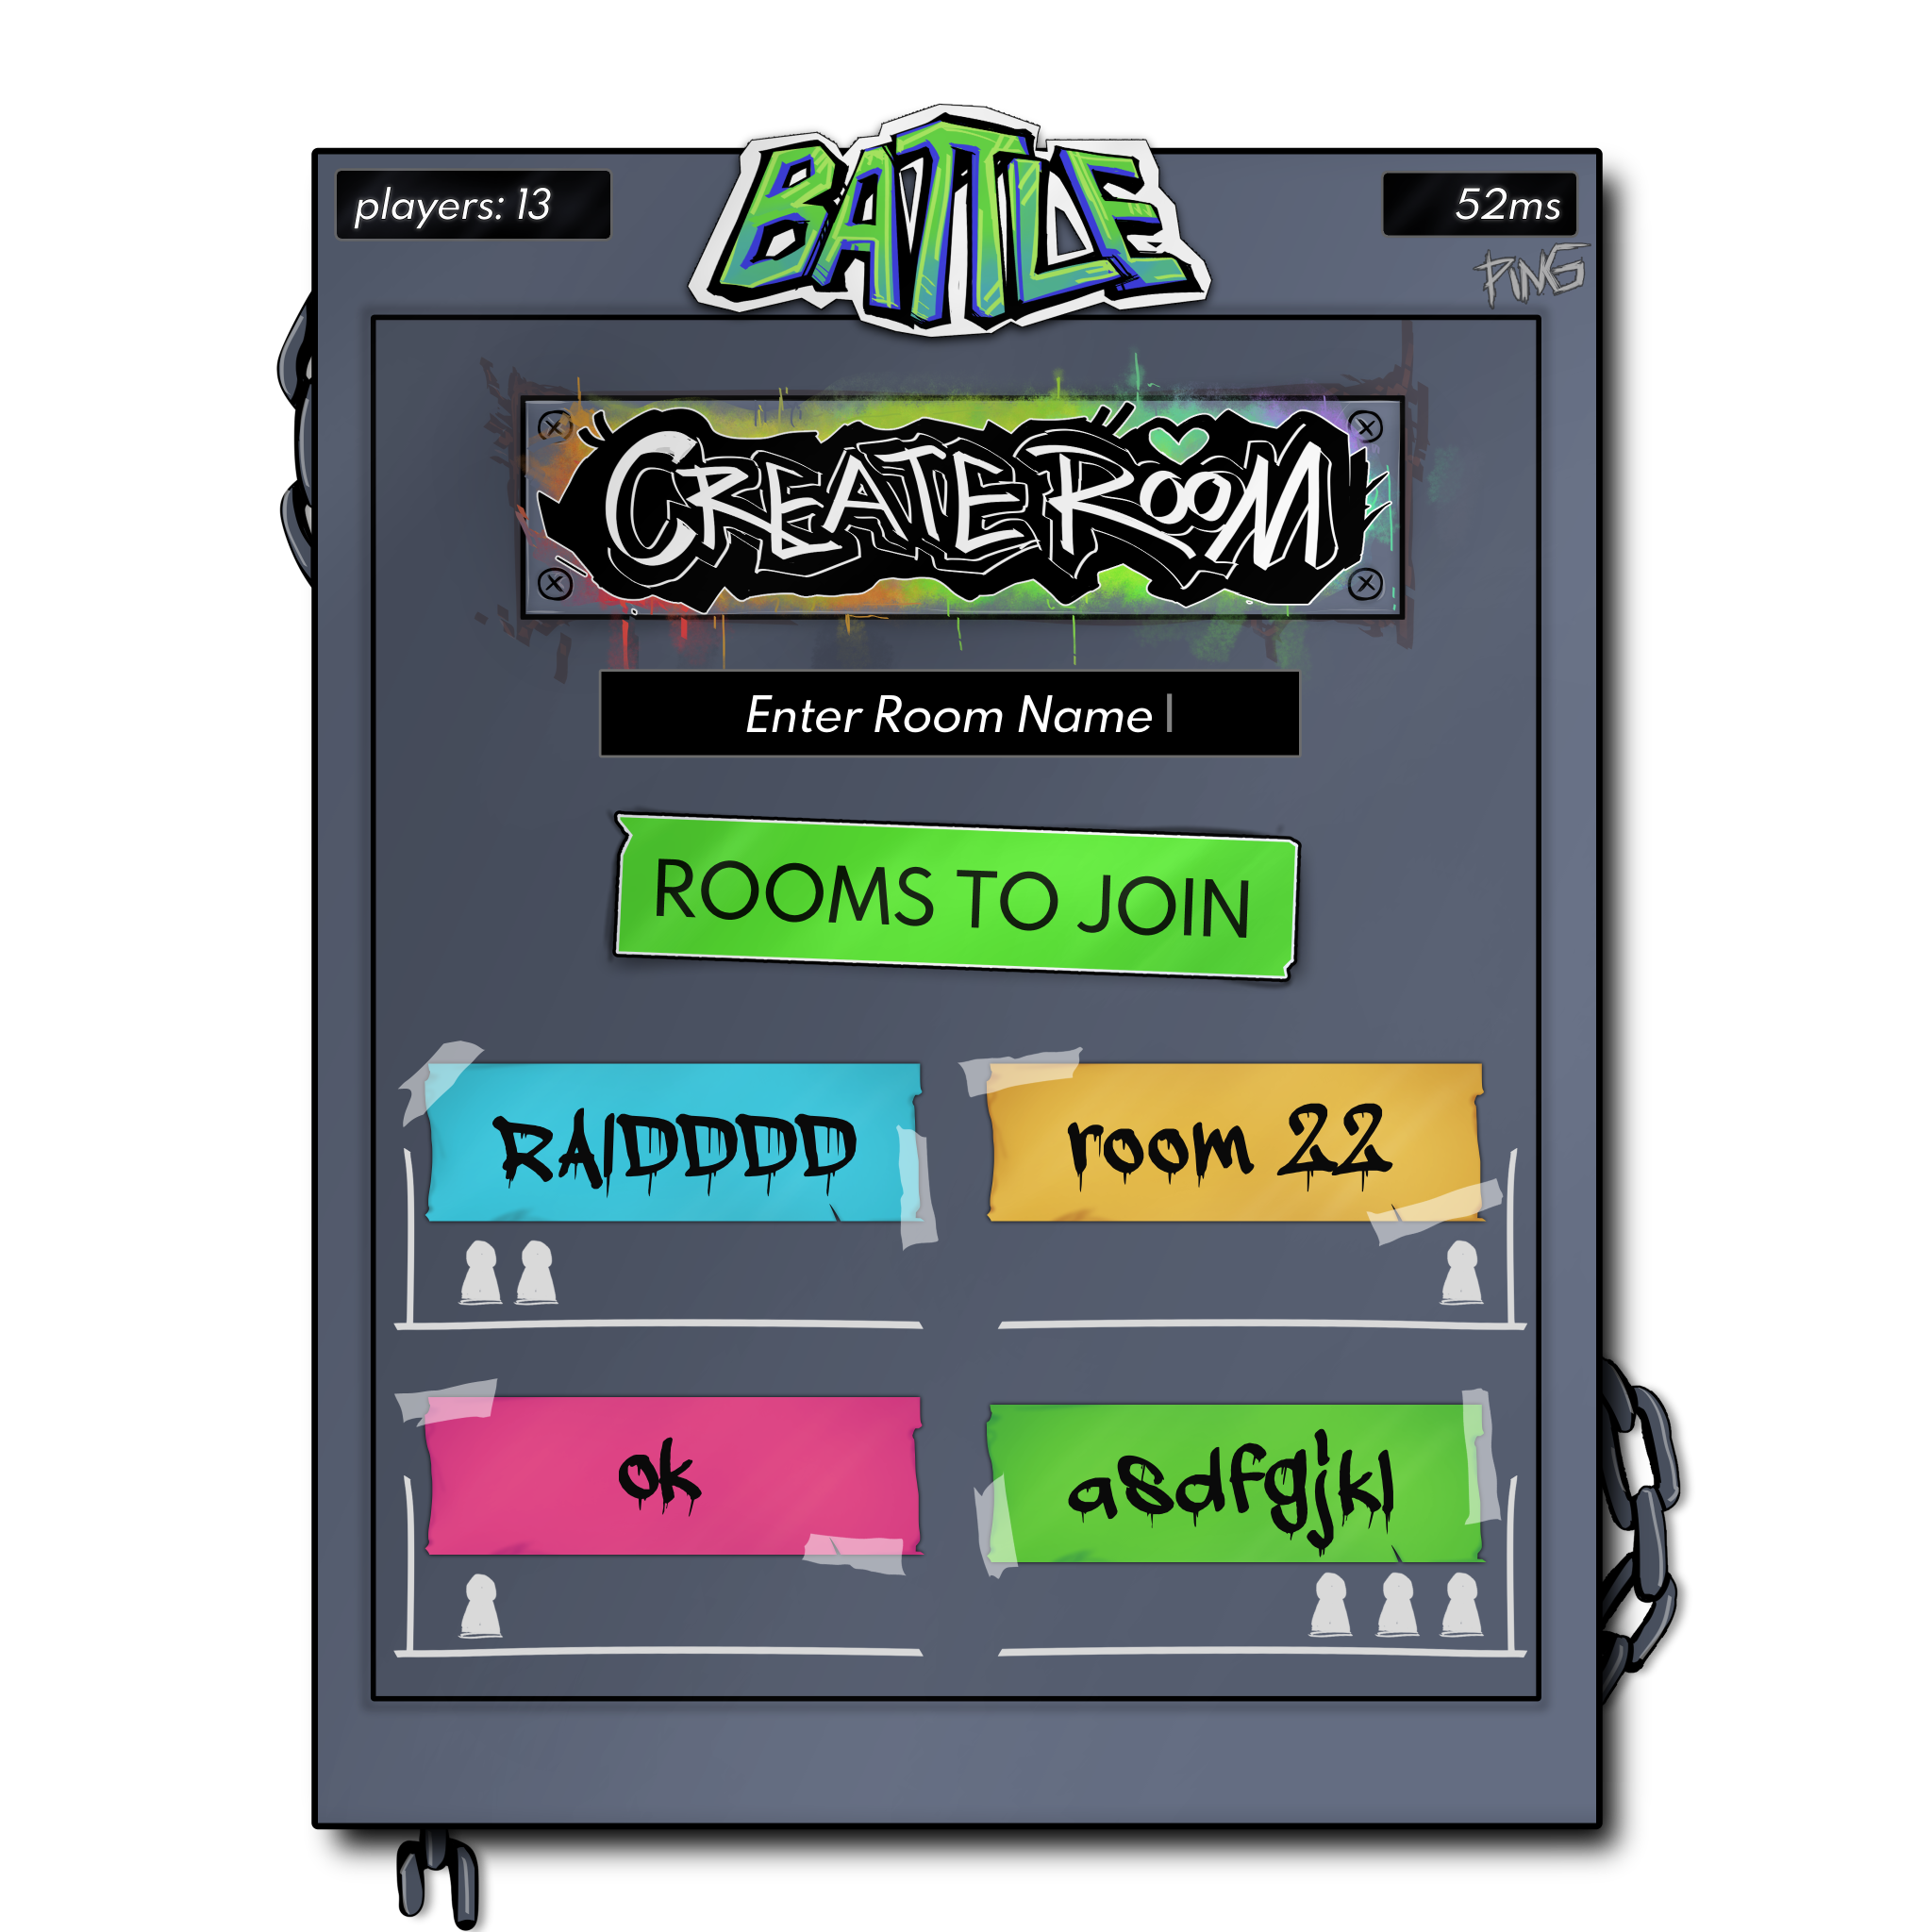 BATTLE
players: 13
52ms
PING
CREATE ROOM
Enter Room Name
ROOMS TO JOIN
RAIDDDD
room 22
ok
asdfgjkl